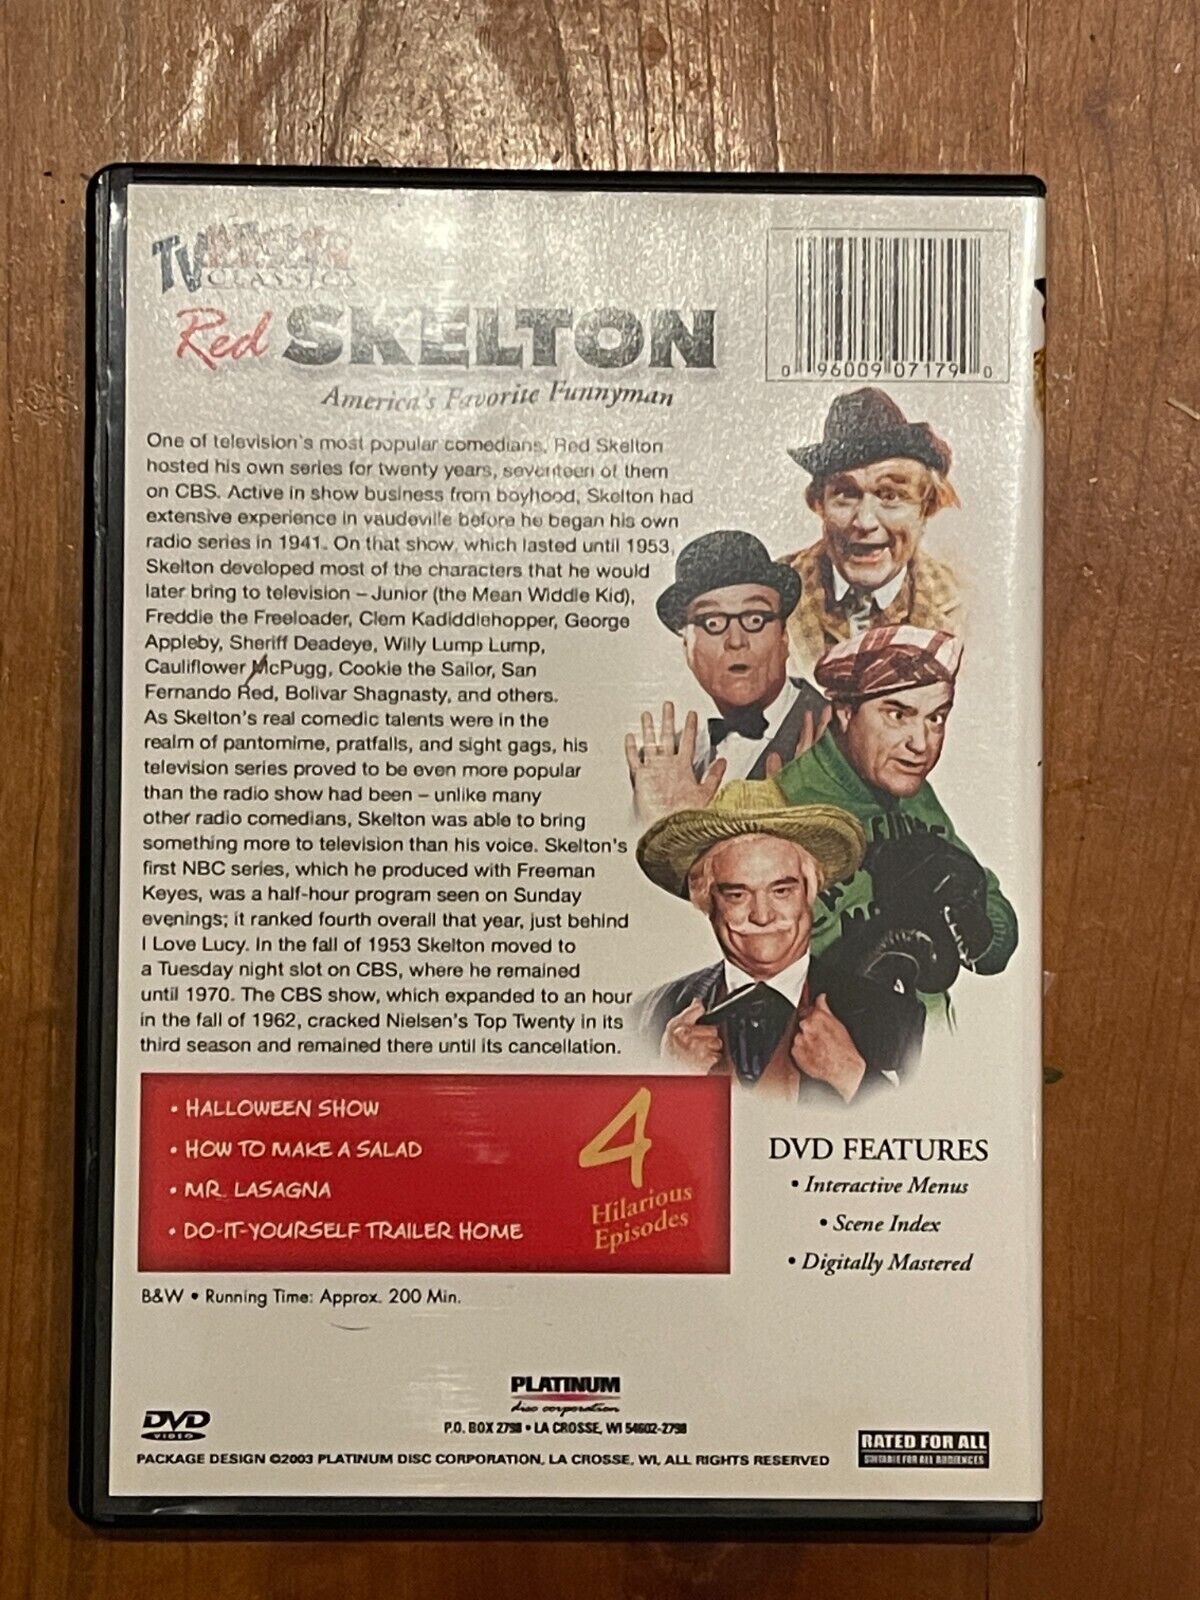 TV CLASSICS
Red SKELTON
America's Favorite Funnyman
0 96009 07179 0
One of television's most popular comedians, Red Skelton
hosted his own series for twenty years, seventeen of them
on CBS. Active in show business from boyhood, Skelton had
extensive experience in vaudeville before he began his own
radio series in 1941. On that show, which lasted until 1953,
Skelton developed most of the characters that he would
later bring to television – Junior (the Mean Widdle Kid),
Freddie the Freeloader, Clem Kadiddlehopper, George
Appleby, Sheriff Deadeye, Willy Lump Lump,
Cauliflower McPugg, Cookie the Sailor, San
Fernando Red, Bolivar Shagnasty, and others.
As Skelton's real comedic talents were in the
realm of pantomime, pratfalls, and sight gags, his
television series proved to be even more popular
than the radio show had been – unlike many
other radio comedians, Skelton was able to bring
something more to television than his voice. Skelton's
first NBC series, which he produced with Freeman
Keyes, was a half-hour program seen on Sunday
evenings; it ranked fourth overall that year, just behind
I Love Lucy. In the fall of 1953 Skelton moved to
a Tuesday night slot on CBS, where he remained
until 1970. The CBS show, which expanded to an hour
in the fall of 1962, cracked Nielsen's Top Twenty in its
third season and remained there until its cancellation.
• HALLOWEEN SHOW
• HOW TO MAKE A SALAD
• MR. LASAGNA
• DO-IT-YOURSELF TRAILER HOME
4
Hilarious
Episodes
DVD FEATURES
• Interactive Menus
• Scene Index
• Digitally Mastered
B&W • Running Time: Approx. 200 Min.
PLATINUM
disc corporation
P.O. BOX 2798 • LA CROSSE, WI 54602-2798
DVD
VIDEO
PACKAGE DESIGN ©2003 PLATINUM DISC CORPORATION, LA CROSSE, WI, ALL RIGHTS RESERVED
RATED FOR ALL
SUITABLE FOR ALL AUDIENCES